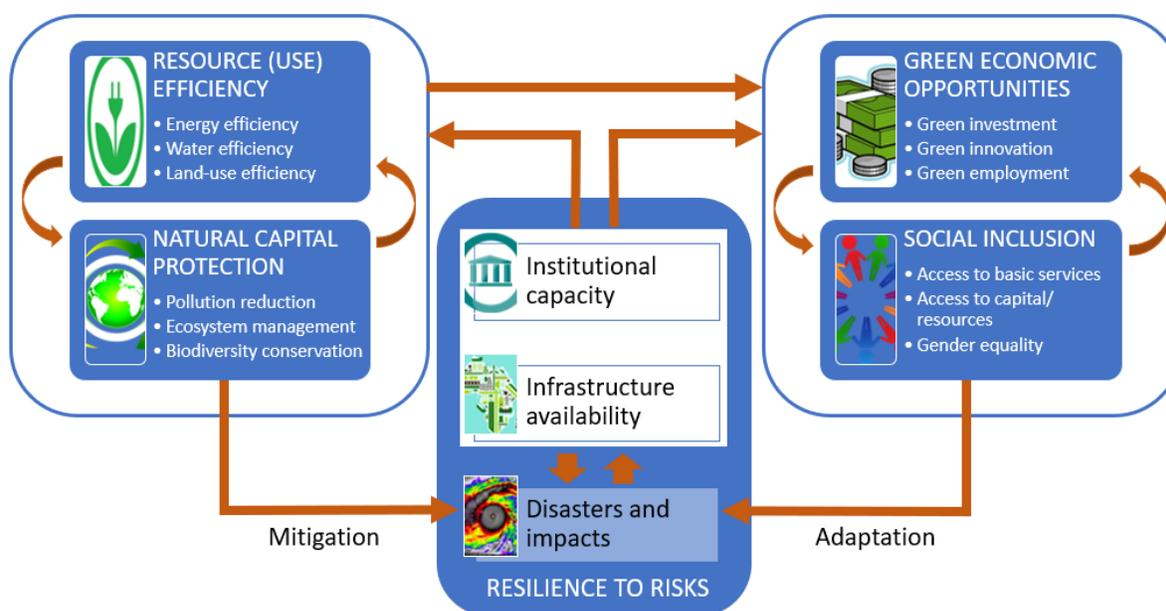 RESOURCE (USE)
EFFICIENCY
• Energy efficiency
• Water efficiency
• Land-use efficiency
NATURAL CAPITAL
PROTECTION
• Pollution reduction
• Ecosystem management
• Biodiversity conservation
Mitigation
Institutional
capacity
Infrastructure
availability
Disasters and
impacts
RESILIENCE TO RISKS
GREEN ECONOMIC
OPPORTUNITIES
• Green investment
• Green innovation
• Green employment
SOCIAL INCLUSION
• Access to basic services
• Access to capital/
resources
• Gender equality
Adaptation